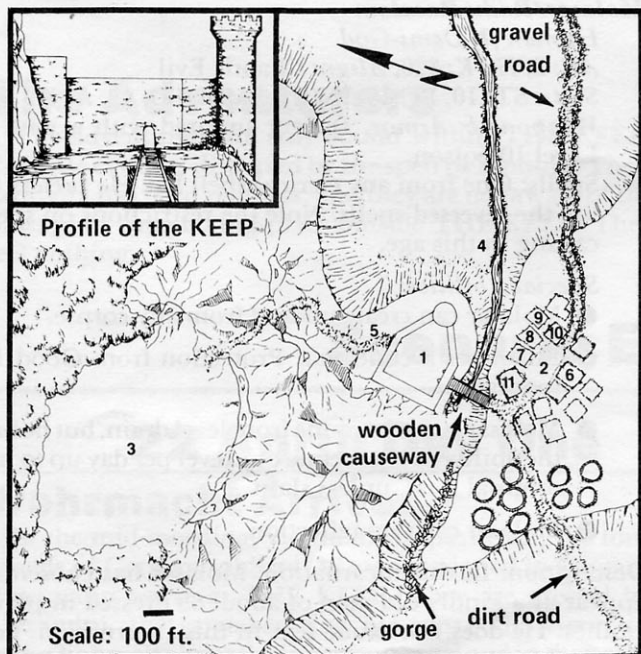 gravel
road
Profile of the KEEP
4
5
1
9
10
8
7
2
6
11
3
wooden
causeway
Scale: 100 ft.
gorge
dirt road